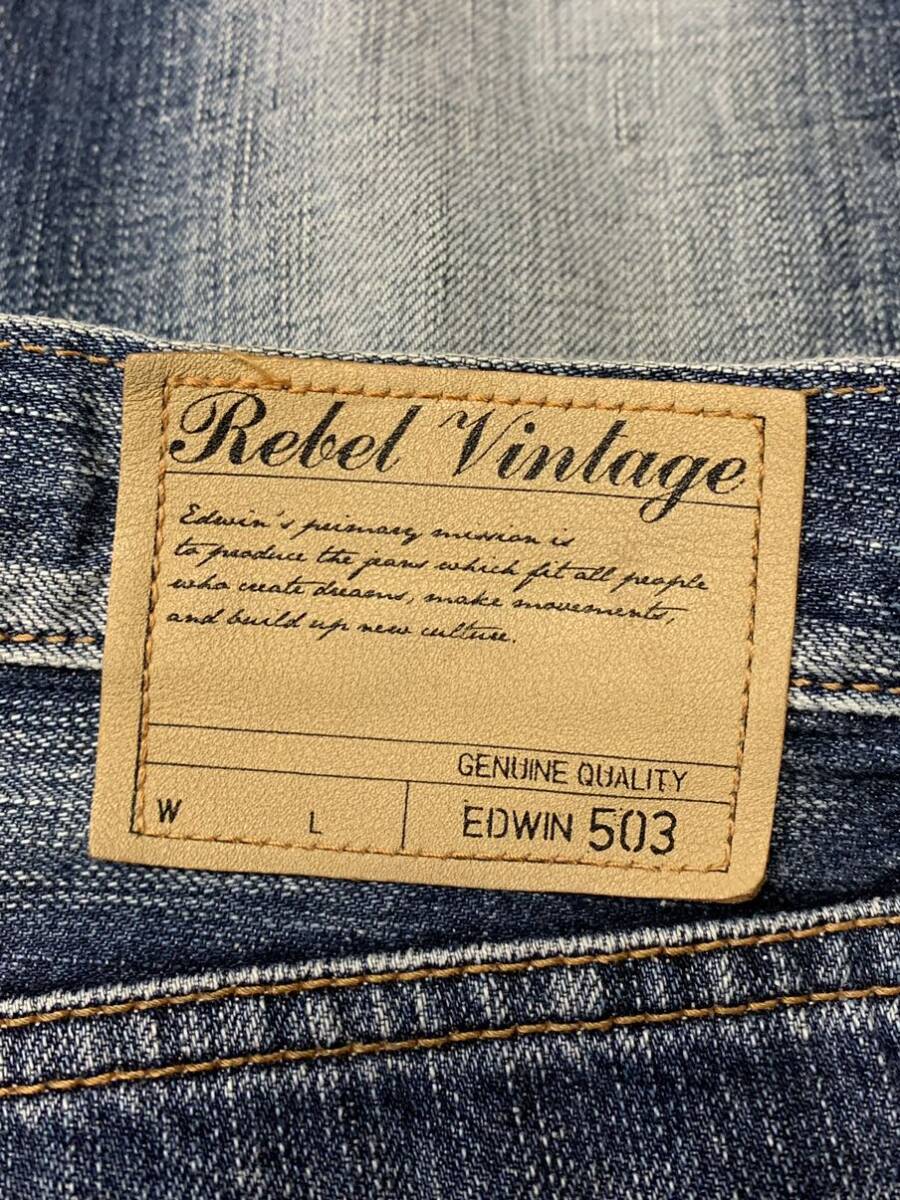 Rebel Vintage
Edwin's primary mission is
to produce the jeans which fit all people
who create dreams, make movements,
and build up new culture.
GENUINE QUALITY
W L EDWIN 503